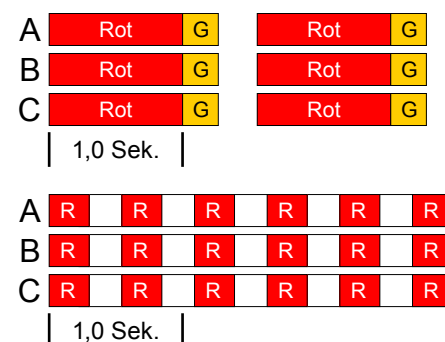 A Rot G Rot G
B Rot G Rot G
C Rot G Rot G
1,0 Sek.
A R R R R R R
B R R R R R R
C R R R R R R
1,0 Sek.